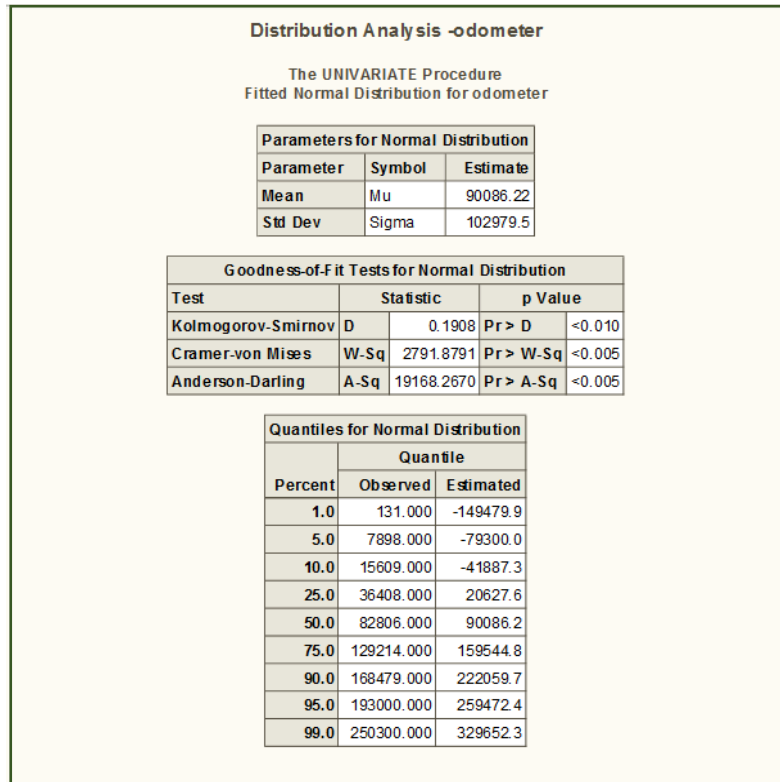 Distribution Analysis -odometer
The UNIVARIATE Procedure
Fitted Normal Distribution for odometer
Parameters for Normal Distribution
Parameter Symbol Estimate
Mean Mu 90086.22
Std Dev Sigma 102979.5
Goodness-of-Fit Tests for Normal Distribution
Test Statistic p Value
Kolmogorov-Smirnov D 0.1908 Pr > D <0.010
Cramer-von Mises W-Sq 2791.8791 Pr > W-Sq <0.005
Anderson-Darling A-Sq 19168.2670 Pr > A-Sq <0.005
Quantiles for Normal Distribution
Quantile
Percent Observed Estimated
1.0 131.000 -149479.9
5.0 7898.000 -79300.0
10.0 15609.000 -41887.3
25.0 36408.000 20627.6
50.0 82806.000 90086.2
75.0 129214.000 159544.8
90.0 168479.000 222059.7
95.0 193000.000 259472.4
99.0 250300.000 329652.3